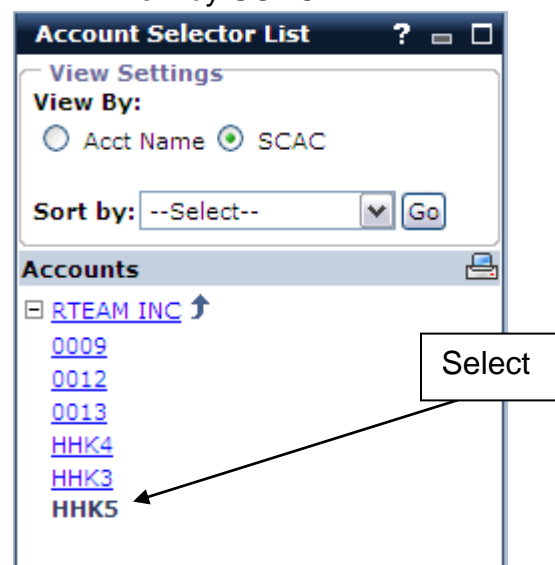 Account Selector List ?
View Settings
View By:
Acct Name SCAC
Sort by: --Select-- Go
Accounts
RTEAM INC
0009
0012
0013
HHK4
HHK3
HHK5
Select